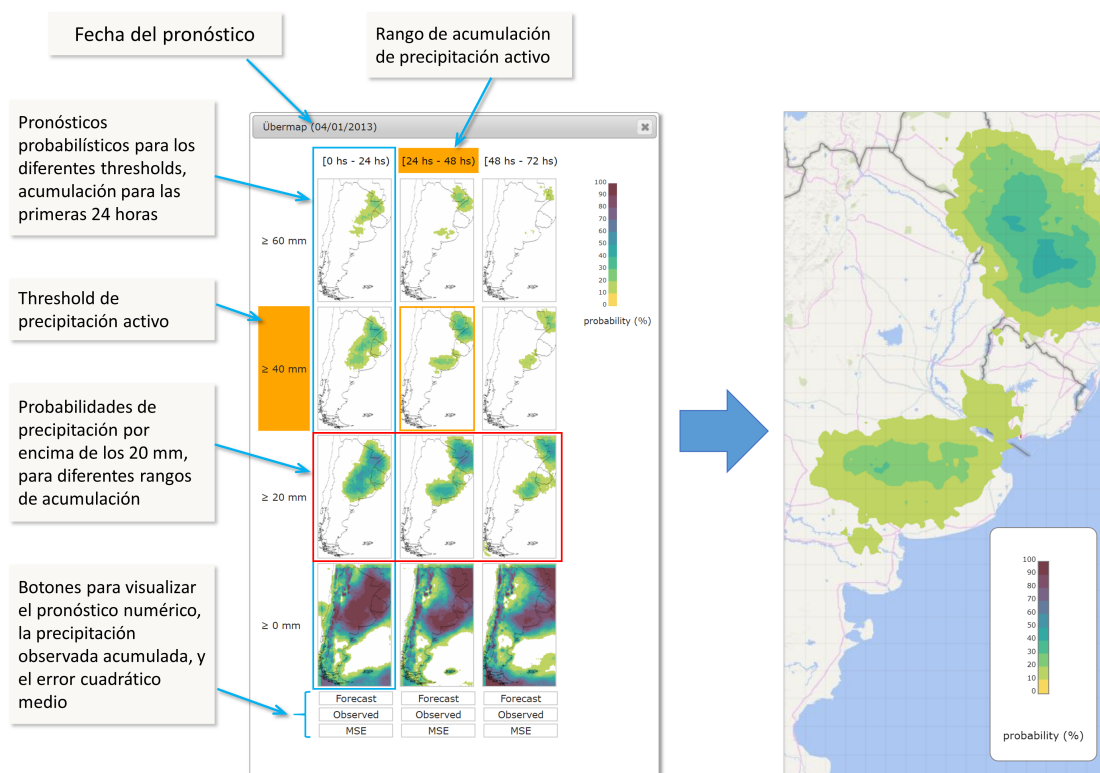 Fecha del pronóstico
Rango de acumulación
de precipitación activo
Pronósticos
probabilísticos para los
diferentes thresholds,
acumulación para las
primeras 24 horas
Threshold de
precipitación activo
Probabilidades de
precipitación por
encima de los 20 mm,
para diferentes rangos
de acumulación
Botones para visualizar
el pronóstico numérico,
la precipitación
observada acumulada, y
el error cuadrático
medio
Übermap (04/01/2013)
[0 hs - 24 hs) [24 hs - 48 hs) [48 hs - 72 hs)
≥ 60 mm
≥ 40 mm
≥ 20 mm
≥ 0 mm
Forecast Forecast Forecast
Observed Observed Observed
MSE MSE MSE
100
90
80
70
60
50
40
30
20
10
0
probability (%)
100
90
80
70
60
50
40
30
20
10
0
probability (%)